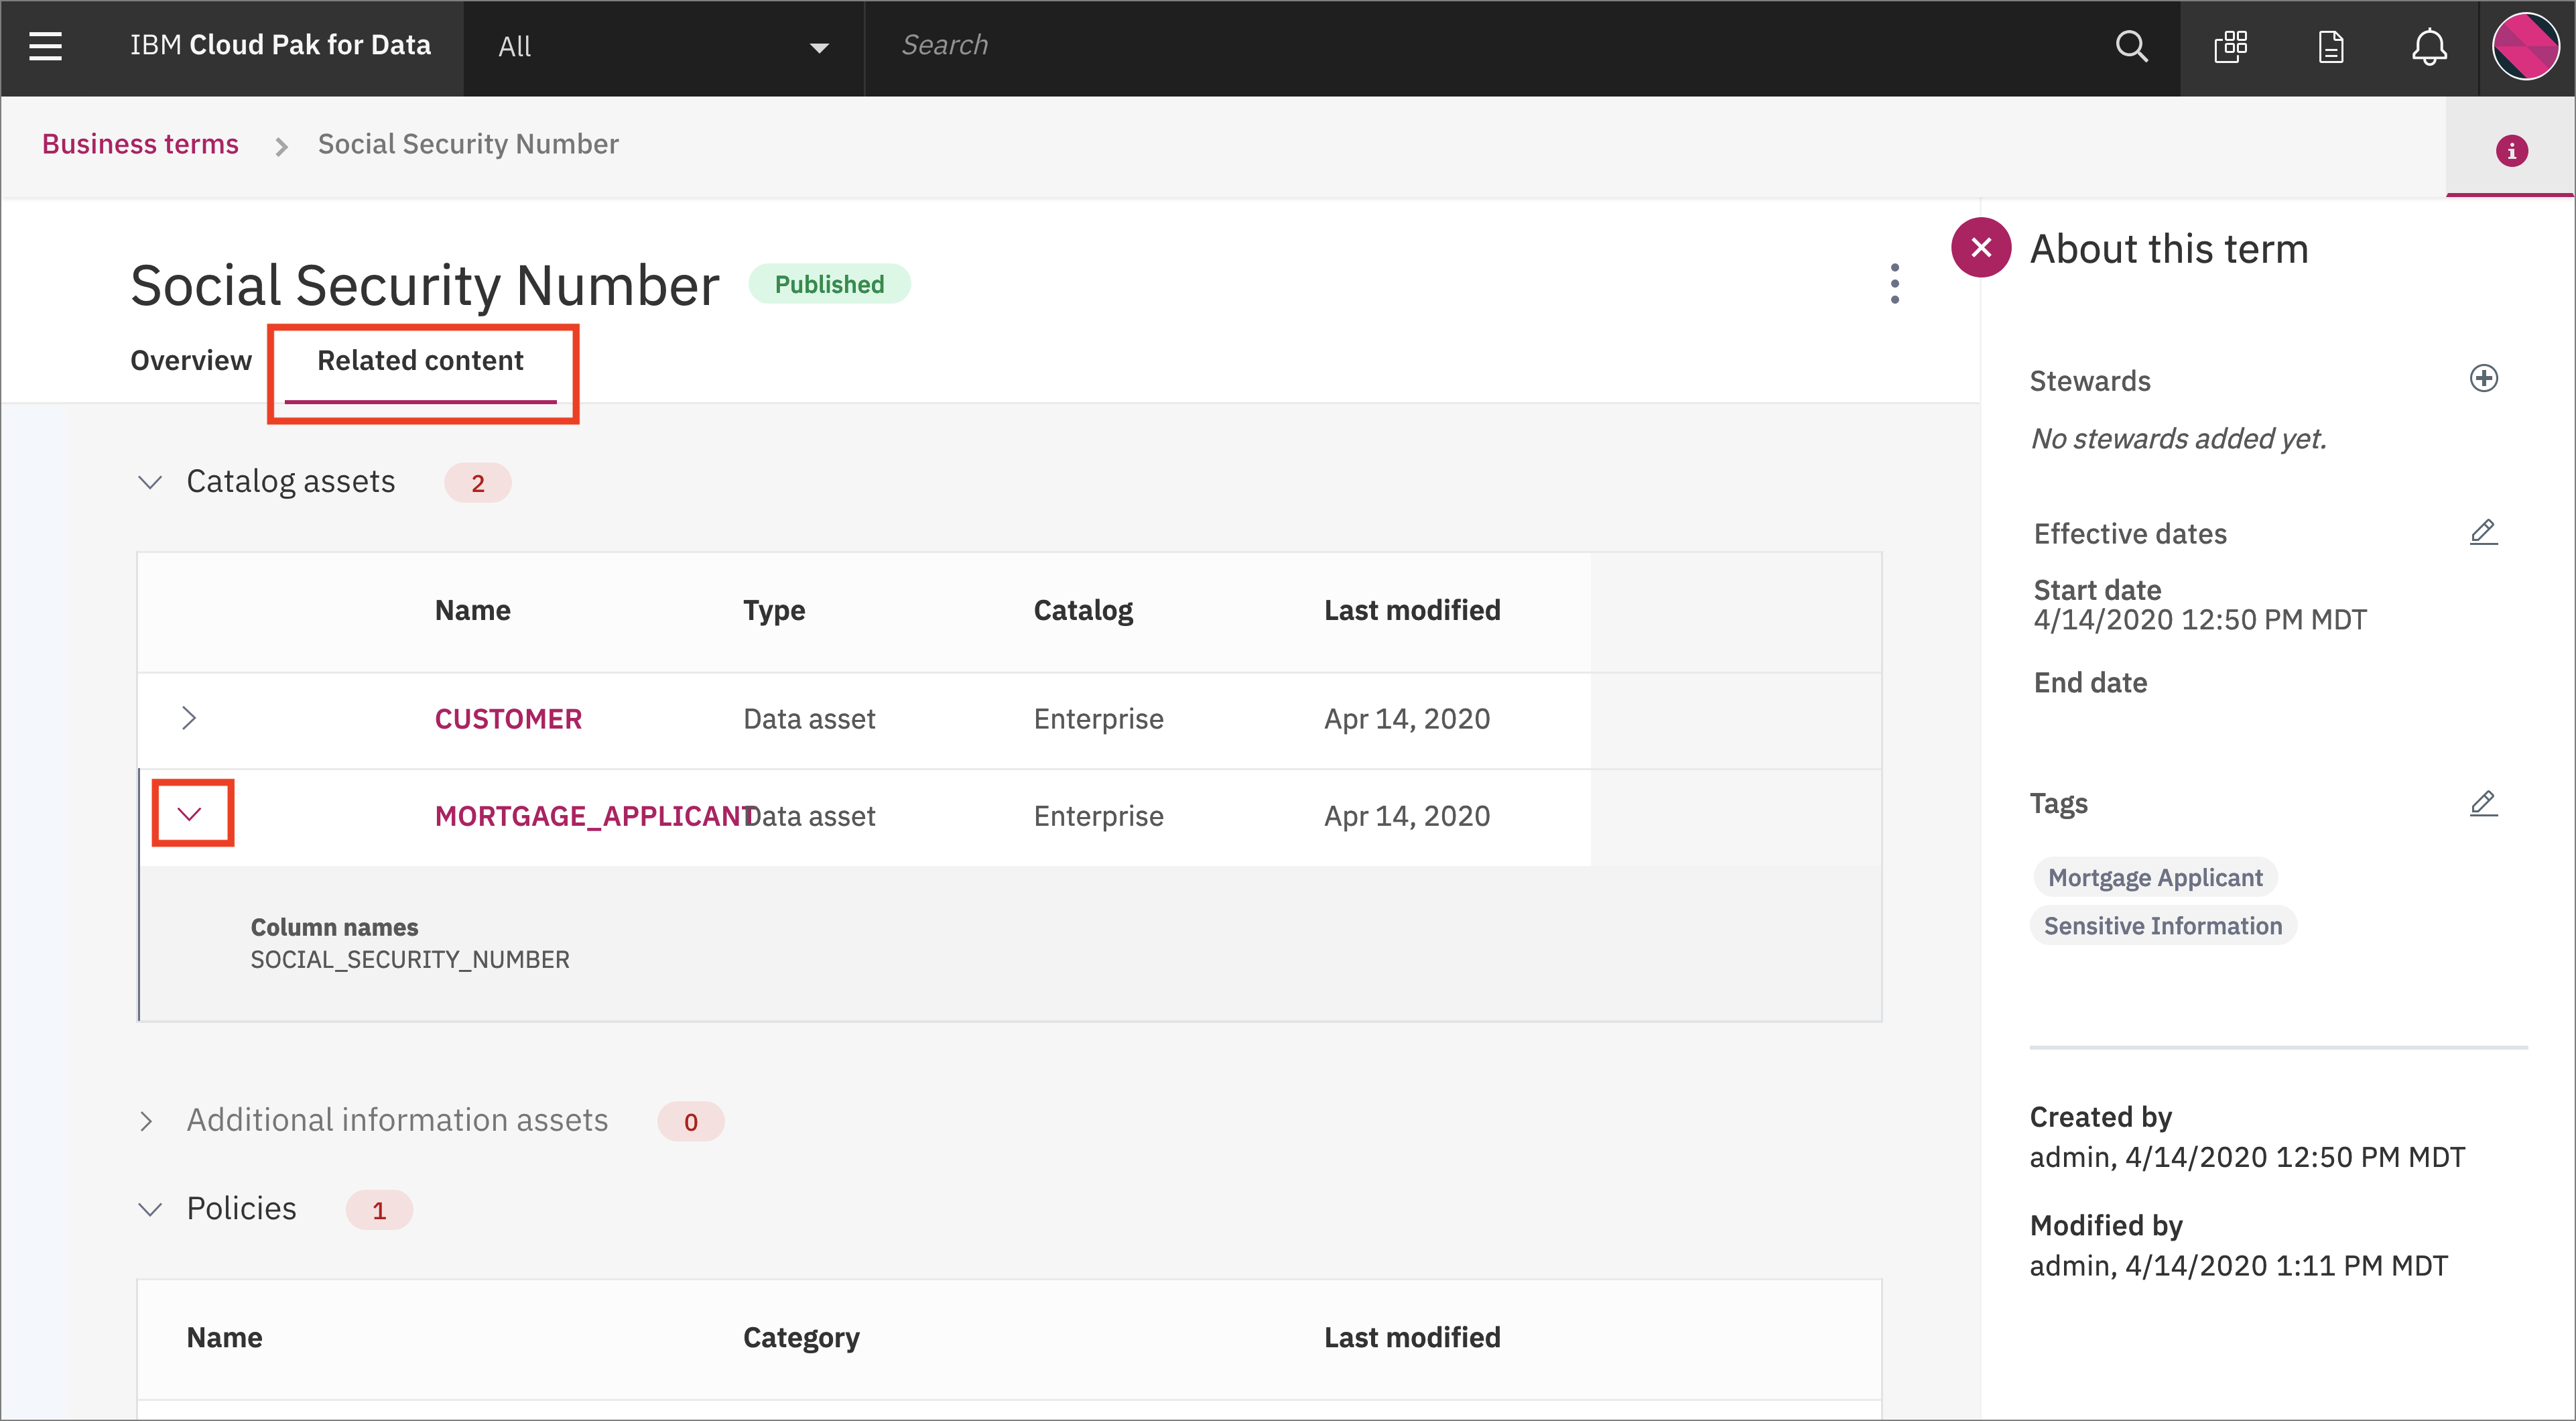 IBM Cloud Pak for Data All Search
Business terms Social Security Number
Social Security Number Published
Overview Related content
Catalog assets 2
Name Type Catalog Last modified
CUSTOMER Data asset Enterprise Apr 14, 2020
MORTGAGE_APPLICANT Data asset Enterprise Apr 14, 2020
Column names
SOCIAL_SECURITY_NUMBER
Additional information assets 0
Policies 1
Name Category Last modified
About this term
Stewards
No stewards added yet.
Effective dates
Start date
4/14/2020 12:50 PM MDT
End date
Tags
Mortgage Applicant
Sensitive Information
Created by
admin, 4/14/2020 12:50 PM MDT
Modified by
admin, 4/14/2020 1:11 PM MDT